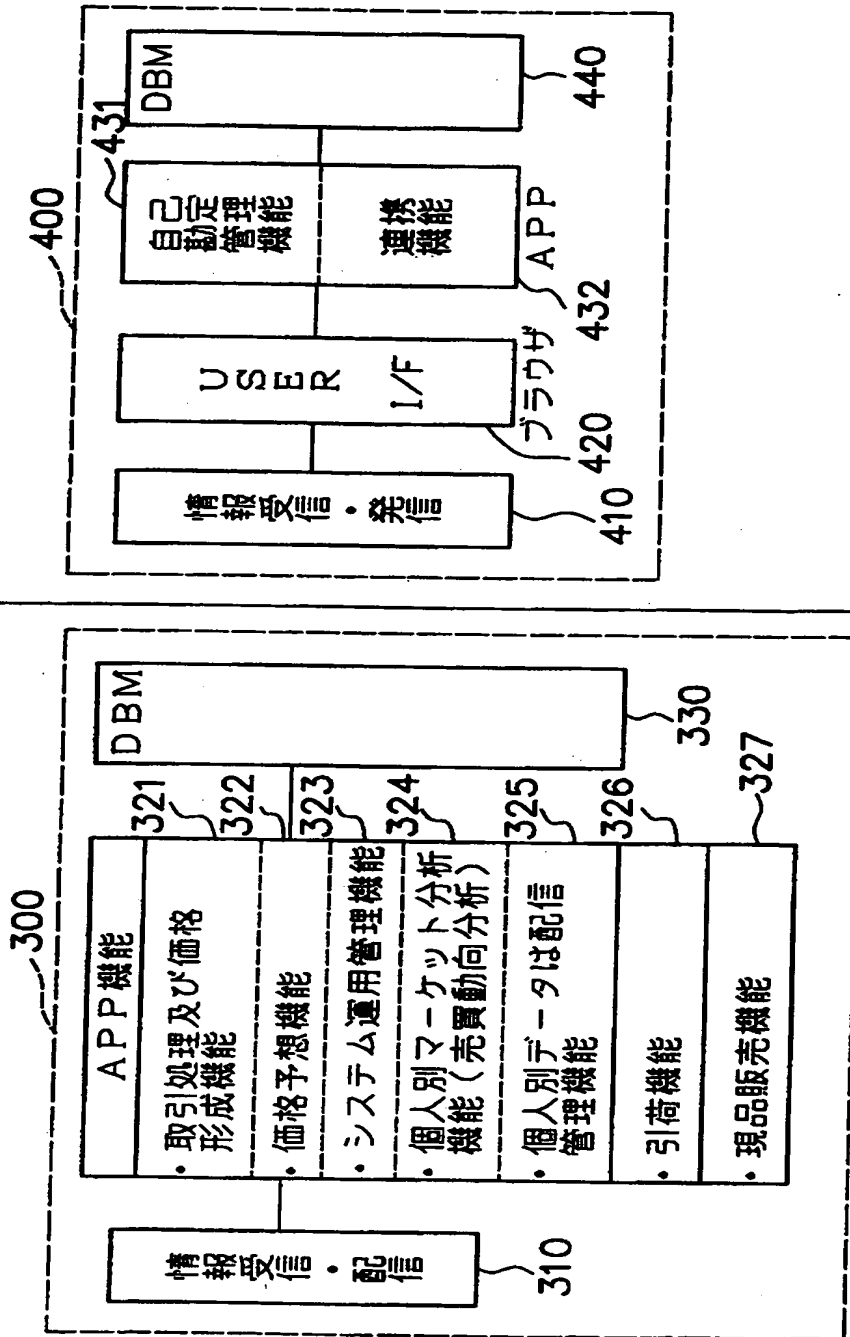 300
情報受信・配信
310
APP機能
・取引処理及び価格
形成機能
・価格予想機能
・システム運用管理機能
・個人別マーケット分析
機能(売買動向分析)
・個人別データは配信
管理機能
・引荷機能
・現品販売機能
321
322
323
324
325
326
327
DBM
330
400
情報受信・発信
410
USER
I/F
ブラウザ
420
自己
勘定
管理
機能
431
連携
機能
APP
432
DBM
440